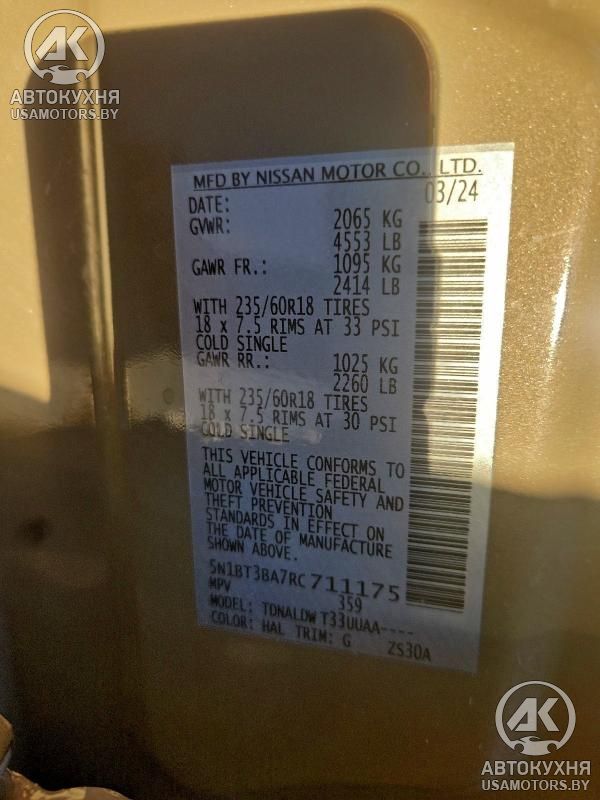 АК
АВТОКУХНЯ
USAMOTORS.BY
MFD BY NISSAN MOTOR CO., LTD.
DATE: 03/24
GVWR: 2065 KG
4553 LB
GAWR FR.: 1095 KG
2414 LB
WITH 235/60R18 TIRES
18 x 7.5 RIMS AT 33 PSI
COLD SINGLE
GAWR RR.: 1025 KG
2260 LB
WITH 235/60R18 TIRES
18 x 7.5 RIMS AT 30 PSI
COLD SINGLE
THIS VEHICLE CONFORMS TO
ALL APPLICABLE FEDERAL
MOTOR VEHICLE SAFETY AND
THEFT PREVENTION
STANDARDS IN EFFECT ON
THE DATE OF MANUFACTURE
SHOWN ABOVE.
5N1BT3BA7RC711175
MPV 359
MODEL: TDNALDW T33UUAA----
COLOR: HAL TRIM: G ZS30A
АК
АВТОКУХНЯ
USAMOTORS.BY